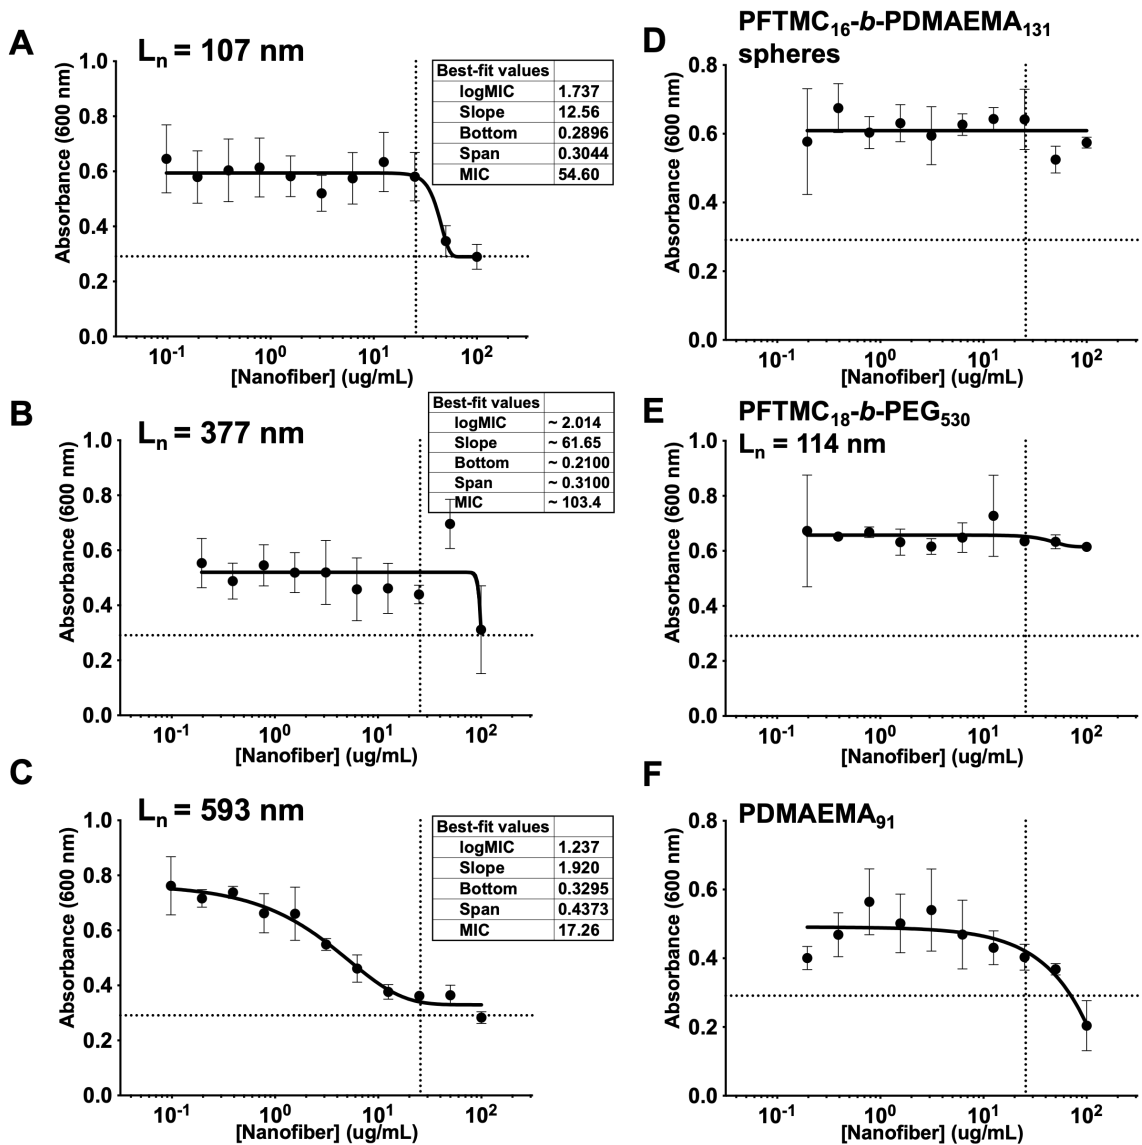 A
Lₙ = 107 nm
Absorbance (600 nm)
1.0
0.8
0.6
0.4
0.2
0.0
10⁻¹ 10⁰ 10¹ 10²
[Nanofiber] (ug/mL)
Best-fit values
logMIC 1.737
Slope 12.56
Bottom 0.2896
Span 0.3044
MIC 54.60
B
Lₙ = 377 nm
Absorbance (600 nm)
1.0
0.8
0.6
0.4
0.2
0.0
10⁻¹ 10⁰ 10¹ 10²
[Nanofiber] (ug/mL)
Best-fit values
logMIC ~ 2.014
Slope ~ 61.65
Bottom ~ 0.2100
Span ~ 0.3100
MIC ~ 103.4
C
Lₙ = 593 nm
Absorbance (600 nm)
1.0
0.8
0.6
0.4
0.2
0.0
10⁻¹ 10⁰ 10¹ 10²
[Nanofiber] (ug/mL)
Best-fit values
logMIC 1.237
Slope 1.920
Bottom 0.3295
Span 0.4373
MIC 17.26
D
PFTMC₁₆-b-PDMAEMA₁₃₁
spheres
Absorbance (600 nm)
0.8
0.6
0.4
0.2
0.0
10⁻¹ 10⁰ 10¹ 10²
[Nanofiber] (ug/mL)
E
PFTMC₁₈-b-PEG₅₃₀
Lₙ = 114 nm
Absorbance (600 nm)
1.0
0.8
0.6
0.4
0.2
0.0
10⁻¹ 10⁰ 10¹ 10²
[Nanofiber] (ug/mL)
F
PDMAEMA₉₁
Absorbance (600 nm)
0.8
0.6
0.4
0.2
0.0
10⁻¹ 10⁰ 10¹ 10²
[Nanofiber] (ug/mL)